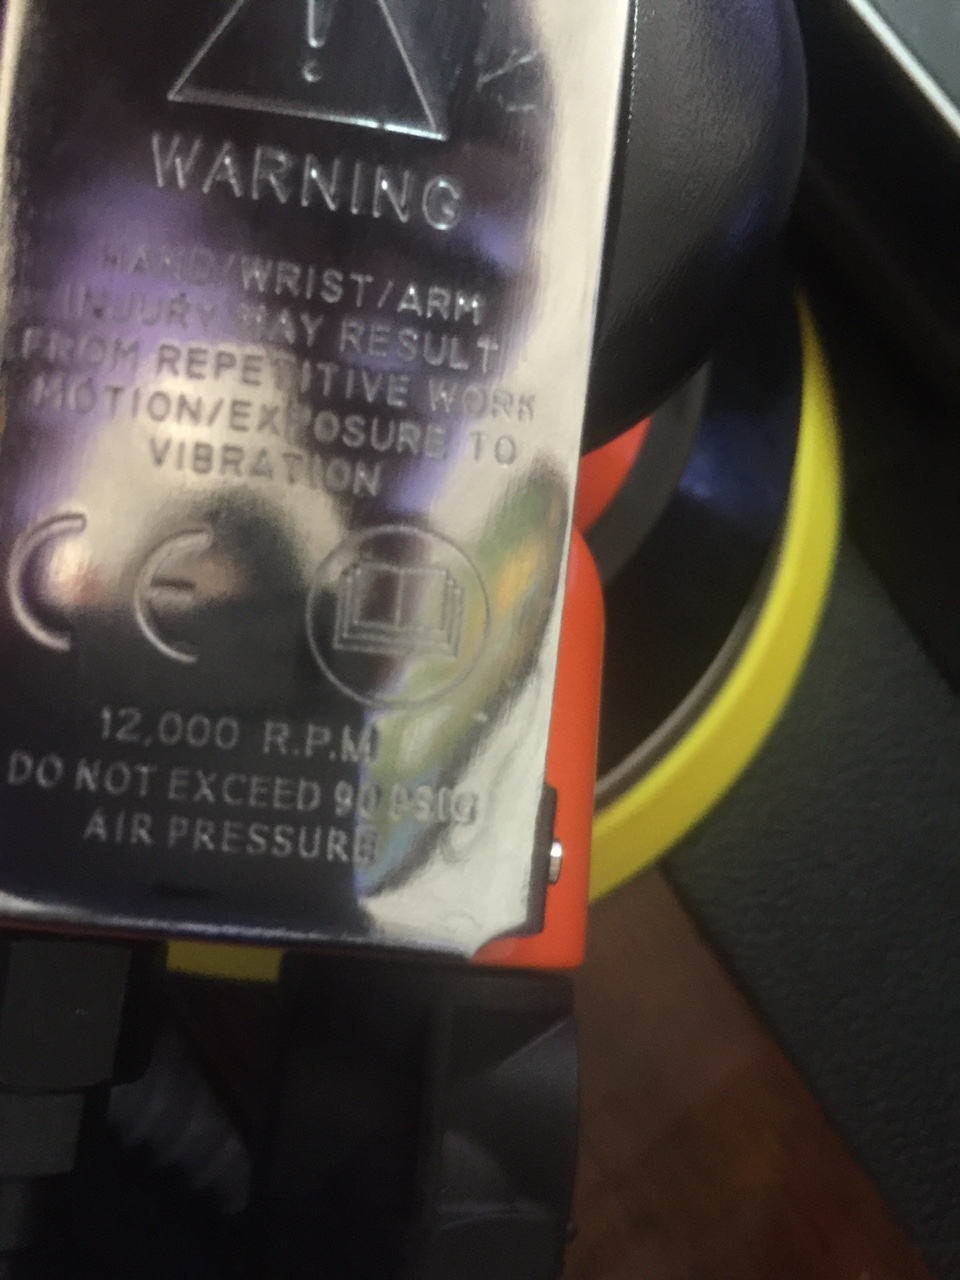 WARNING
HAND/WRIST/ARM
INJURY MAY RESULT
FROM REPETITIVE WORK
MOTION/EXPOSURE TO
VIBRATION
CE
12,000 R.P.M
DO NOT EXCEED 90 PSIG
AIR PRESSURE